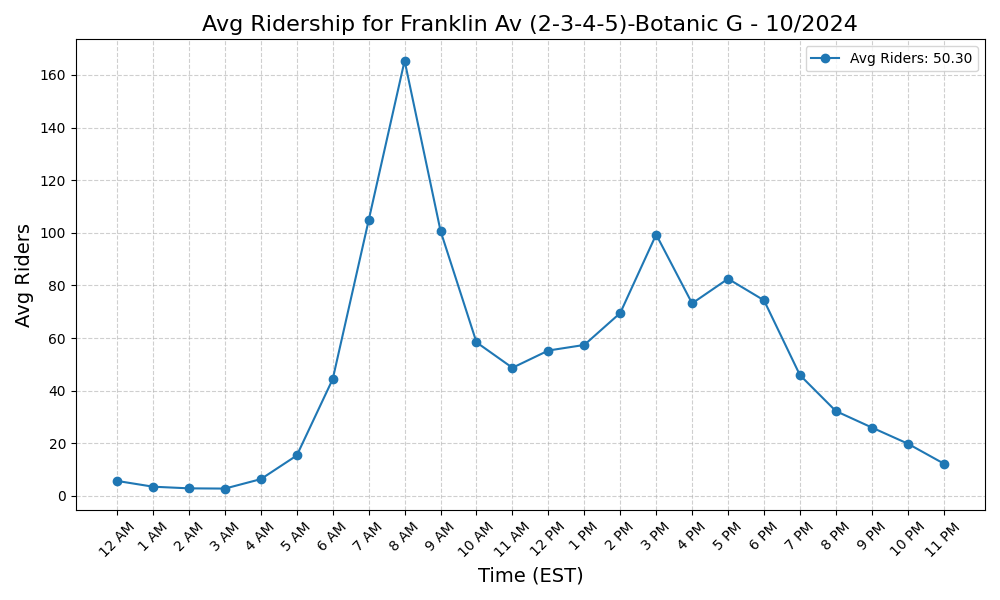 Avg Ridership for Franklin Av (2-3-4-5)-Botanic G - 10/2024
Avg Riders: 50.30
Avg Riders
160
140
120
100
80
60
40
20
0
12 AM
1 AM
2 AM
3 AM
4 AM
5 AM
6 AM
7 AM
8 AM
9 AM
10 AM
11 AM
12 PM
1 PM
2 PM
3 PM
4 PM
5 PM
6 PM
7 PM
8 PM
9 PM
10 PM
11 PM
Time (EST)